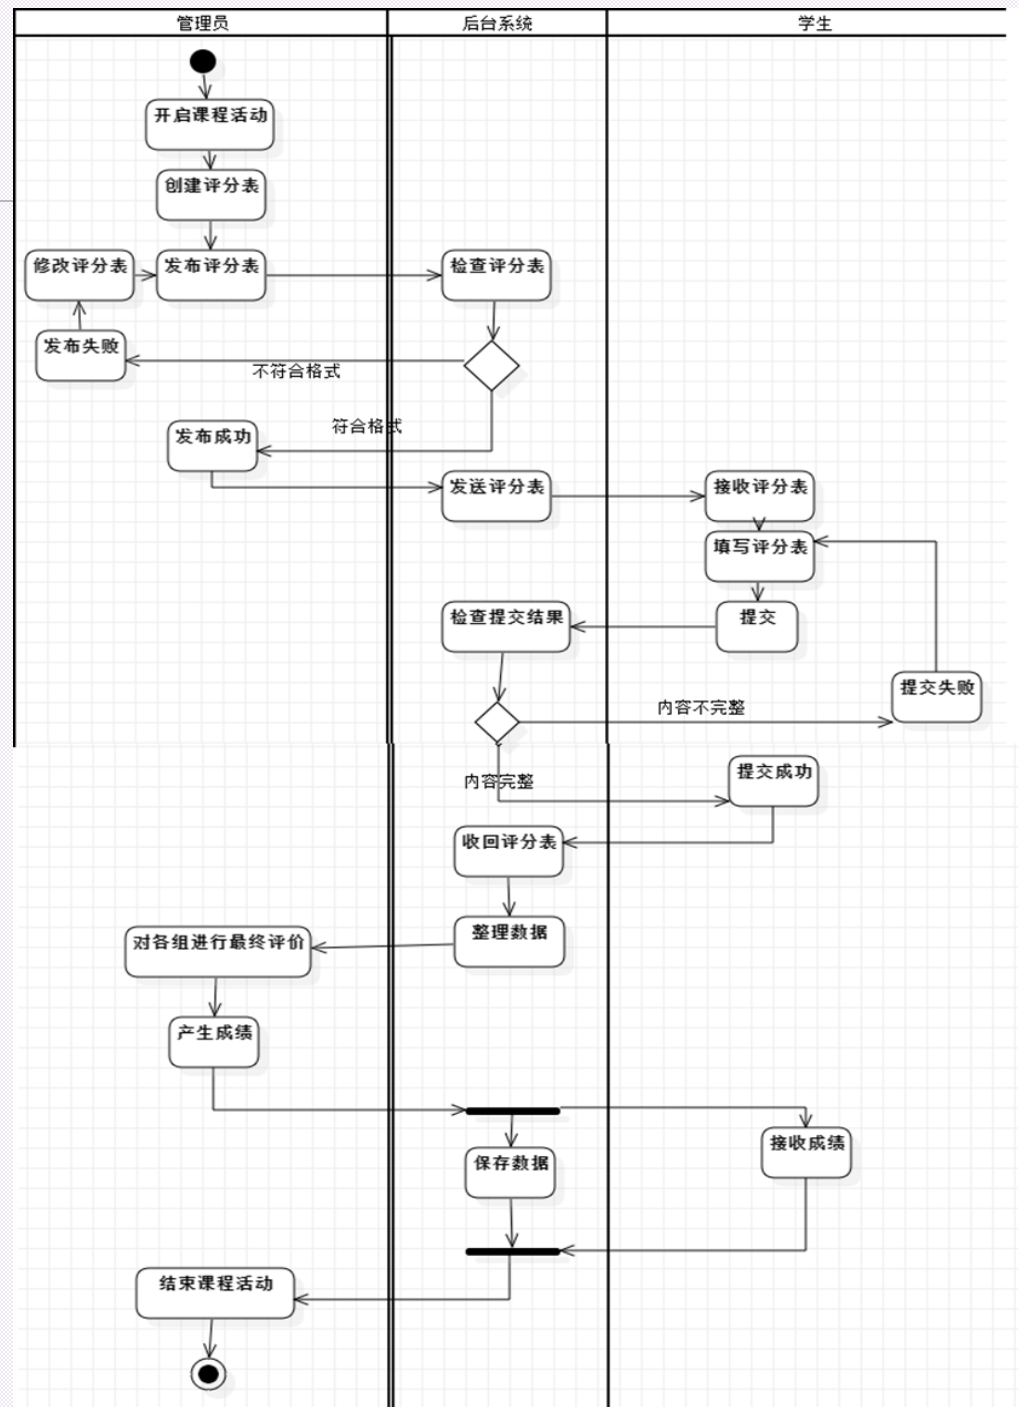 管理员
后台系统
学生
开启课程活动
创建评分表
修改评分表
发布评分表
检查评分表
发布失败
不符合格式
符合格式
发布成功
发送评分表
接收评分表
填写评分表
检查提交结果
提交
提交失败
内容不完整
提交成功
内容完整
收回评分表
整理数据
对各组进行最终评价
产生成绩
接收成绩
保存数据
结束课程活动